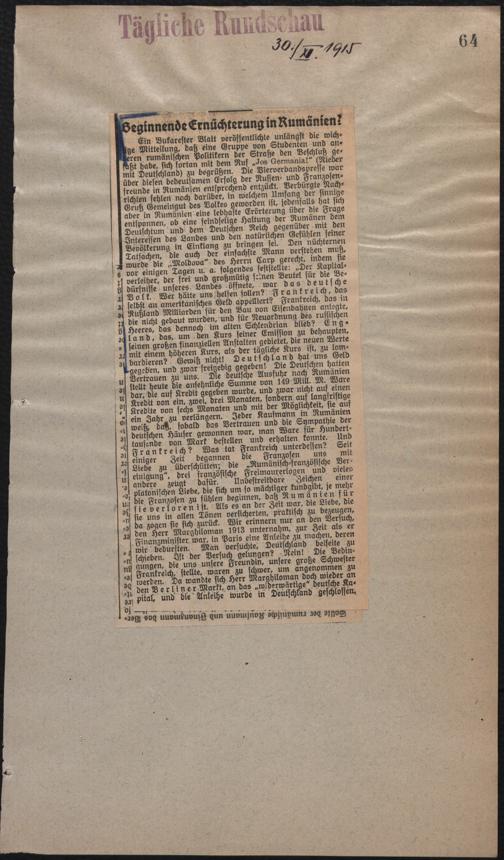 Tägliche Rundschau
30./XI. 1915
64
Beginnende Ernüchterung in Rumänien?
Ein Bukarester Blatt veröffentlichte unlängst die wich-
tige Mitteilung, daß eine Gruppe von Studenten und an-
deren rumänischen Politikern der Straße den Beschluß ge-
faßt habe, sich fortan mit dem Ruf „Jos Germania!“ (Nieder
mit Deutschland) zu begrüßen. Die Vierverbandspresse war
über diesen bedeutsamen Erfolg der Russen- und Franzosen-
freunde in Rumänien entsprechend entzückt. Verbürgte Nach-
richten fehlen noch darüber, in welchem Umfang der sinnige
Gruß Gemeingut des Volkes geworden ist, jedenfalls hat sich
aber in Rumänien eine lebhafte Erörterung über die Frage
entsponnen, ob eine feindselige Haltung der Rumänen dem
Deutschtum und dem Deutschen Reich gegenüber mit den
Interessen des Landes und den natürlichen Gefühlen seiner
Bevölkerung in Einklang zu bringen sei. Den nüchternen
Tatsachen, die auch der einfachste Mann verstehen muß,
wurde die „Moldova“ des Herrn Carp gerecht, indem sie
vor einigen Tagen u. a. folgendes feststellte: „Der Kapital-
verleiher, der frei und großmütig seinen Beutel für die Be-
dürfnisse unseres Landes öffnete, war das deutsche
Volk. Wer hätte uns helfen sollen? Frankreich, das
selbst an amerikanisches Geld appelliert? Frankreich, das in
Rußland Milliarden für den Bau von Eisenbahnen anlegte,
die nicht gebaut wurden, und für Neuordnung des russischen
Heeres, das dennoch im alten Schlendrian blieb? Eng-
land, das, um den Kurs seiner Emission zu behaupten,
seinen großen finanziellen Anstalten gebietet, die neuen Werte
mit einem höheren Kurs, als der tägliche Kurs ist, zu lom-
bardieren? Gewiß nicht! Deutschland hat uns Geld
gegeben, und zwar freigebig gegeben! Die Deutschen hatten
Vertrauen zu uns. Die deutsche Ausfuhr nach Rumänien
stellt heute die ansehnliche Summe von 149 Mill. M. Ware
dar, die auf Kredit gegeben wurde, und zwar nicht auf einen
Kredit von ein, zwei, drei Monaten, sondern auf langfristige
Kredite von sechs Monaten und mit der Möglichkeit, sie auf
ein Jahr zu verlängern. Jeder Kaufmann in Rumänien
weiß, daß, sobald das Vertrauen und die Sympathie der
deutschen Häuser gewonnen war, man Ware für Hundert-
tausende von Mark bestellen und erhalten konnte. Und
Frankreich? Was tat Frankreich unterdessen? Seit
einiger Zeit begannen die Franzosen uns mit
Liebe zu überschütten; die „Rumänisch-französische Ver-
einigung“, drei französische Freimaurerlogen und vieles
andere zeugt dafür. Unbestreitbare Zeichen einer
platonischen Liebe, die sich um so mächtiger kundgibt, je mehr
die Franzosen zu fühlen beginnen, daß Rumänien für
sie verloren ist. Als es an der Zeit war, die Liebe, die
sie uns in allen Tönen versicherten, praktisch zu bezeugen,
da zogen sie sich zurück. Wir erinnern nur an den Versuch,
den Herr Marghiloman 1913 unternahm, zur Zeit als er
Finanzminister war, in Paris eine Anleihe zu machen, deren
wir bedurften. Man versuchte, Deutschland beiseite zu
schieben. Ist der Versuch gelungen? Nein! Die Bedin-
gungen, die uns unsere Freundin, unsere große Schwester
Frankreich, stellte, waren zu schwer, um angenommen zu
werden. Da wandte sich Herr Marghiloman doch wieder an
den Berliner Markt, an das „widerwärtige“ deutsche Ka-
pital, und die Anleihe wurde in Deutschland geschlossen.
Sollte der rumänische Kaufmann und Finanzmann das Ver-